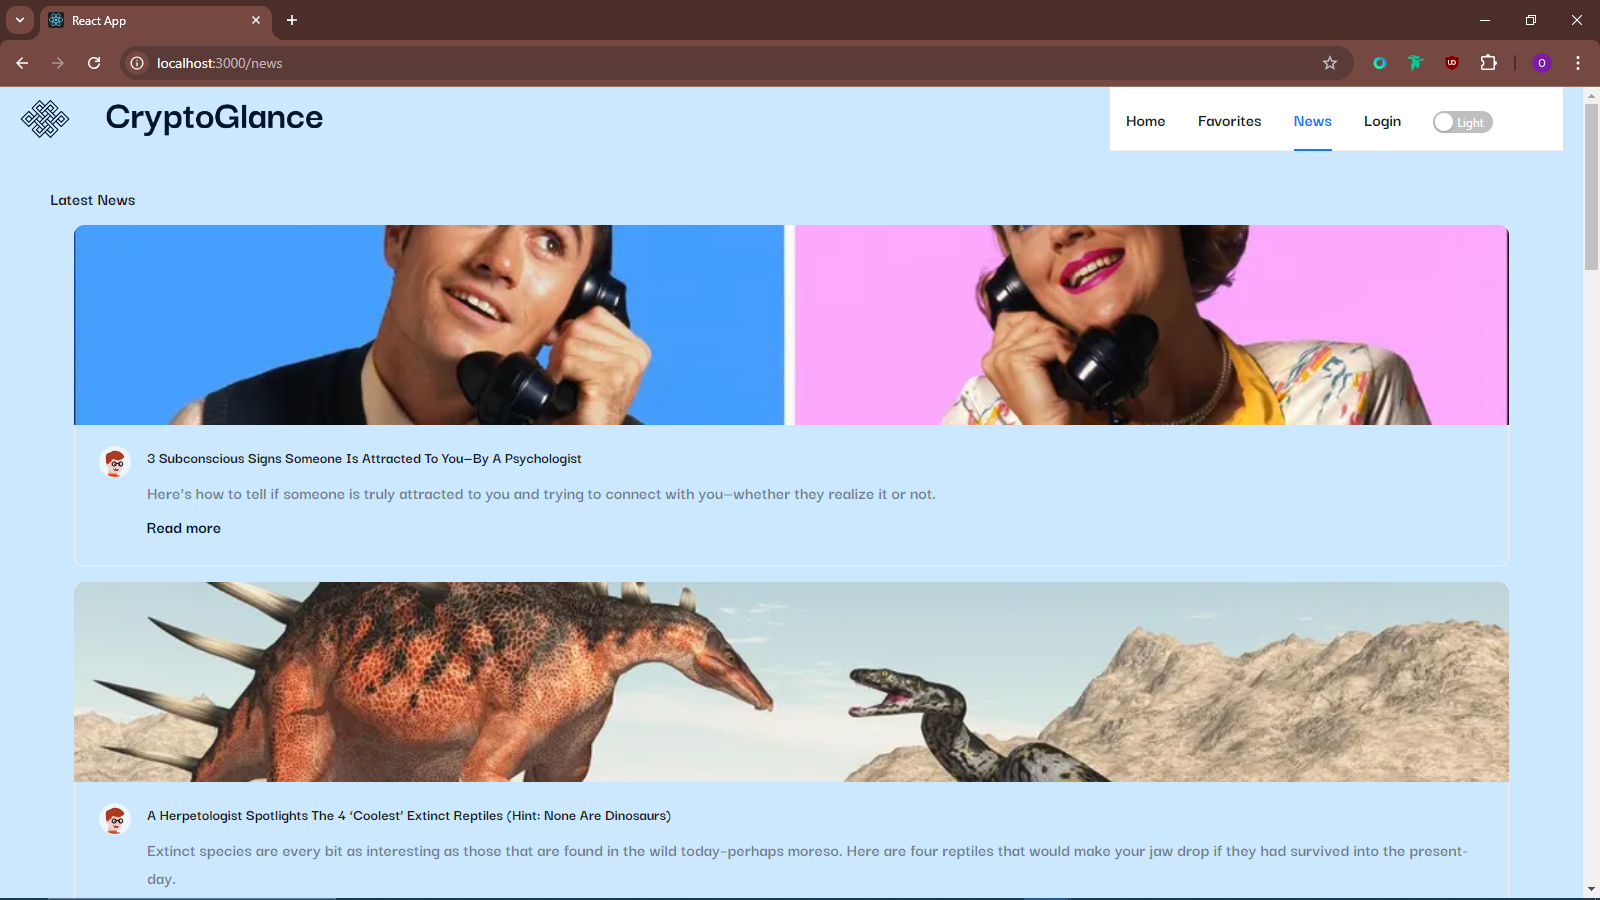 React App
localhost:3000/news
O
CryptoGlance
Home Favorites News Login Light
Latest News
3 Subconscious Signs Someone Is Attracted To You—By A Psychologist
Here’s how to tell if someone is truly attracted to you and trying to connect with you—whether they realize it or not.
Read more
A Herpetologist Spotlights The 4 ‘Coolest’ Extinct Reptiles (Hint: None Are Dinosaurs)
Extinct species are every bit as interesting as those that are found in the wild today–perhaps moreso. Here are four reptiles that would make your jaw drop if they had survived into the present-
day.